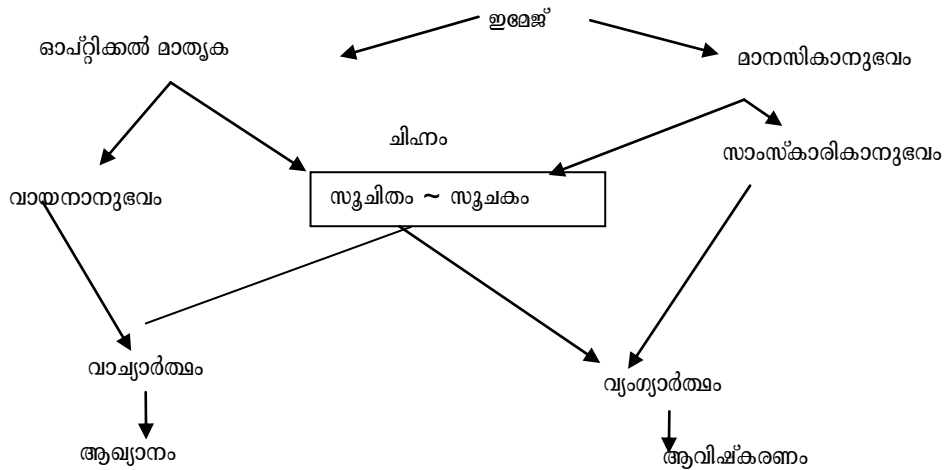 ഇമേജ്
ഓപ്റ്റിക്കൽ മാതൃക
മാനസികാനുഭവം
ചിഹ്നം
സാംസ്കാരികാനുഭവം
വായനാനുഭവം
സൂചിതം ~ സൂചകം
വാച്യാർത്ഥം
വ്യംഗ്യാർത്ഥം
ആഖ്യാനം
ആവിഷ്കരണം